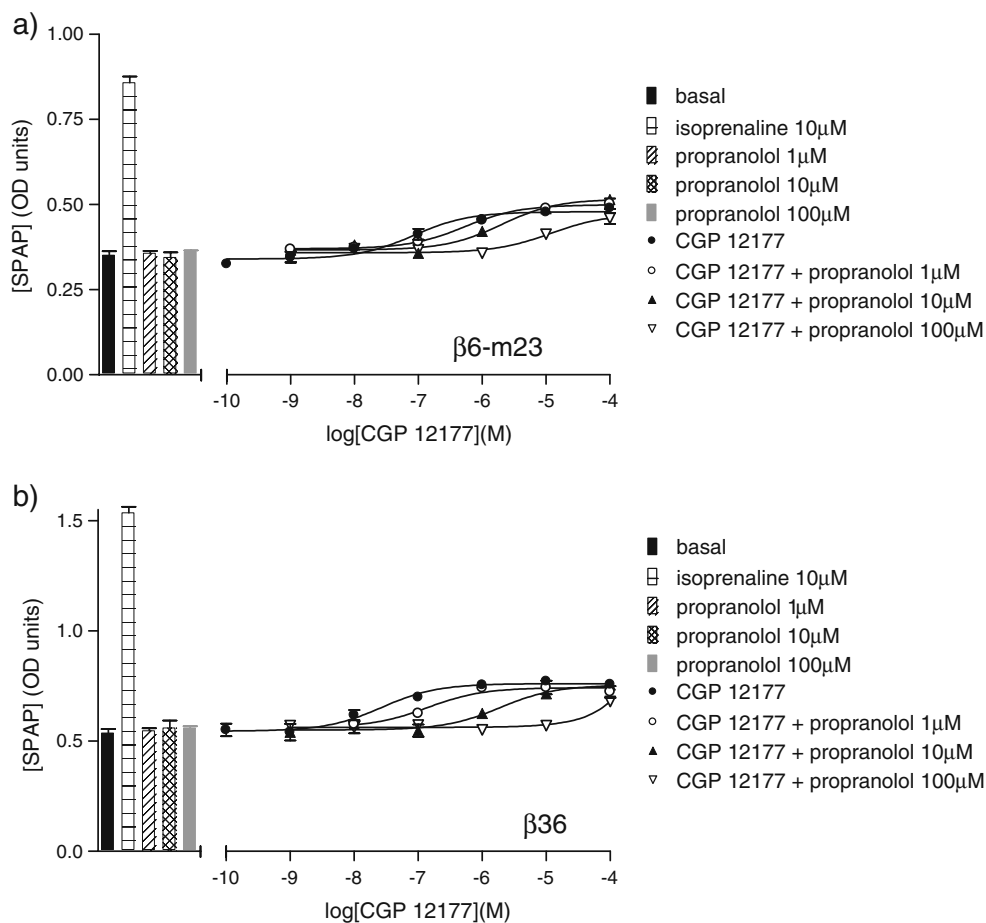 a)
1.00
0.75
0.50
0.25
0.00
[SPAP] (OD units)
-10 -9 -8 -7 -6 -5 -4
log[CGP 12177](M)
β6-m23
basal
isoprenaline 10μM
propranolol 1μM
propranolol 10μM
propranolol 100μM
CGP 12177
CGP 12177 + propranolol 1μM
CGP 12177 + propranolol 10μM
CGP 12177 + propranolol 100μM
b)
1.5
1.0
0.5
0.0
[SPAP] (OD units)
-10 -9 -8 -7 -6 -5 -4
log[CGP 12177](M)
β36
basal
isoprenaline 10μM
propranolol 1μM
propranolol 10μM
propranolol 100μM
CGP 12177
CGP 12177 + propranolol 1μM
CGP 12177 + propranolol 10μM
CGP 12177 + propranolol 100μM